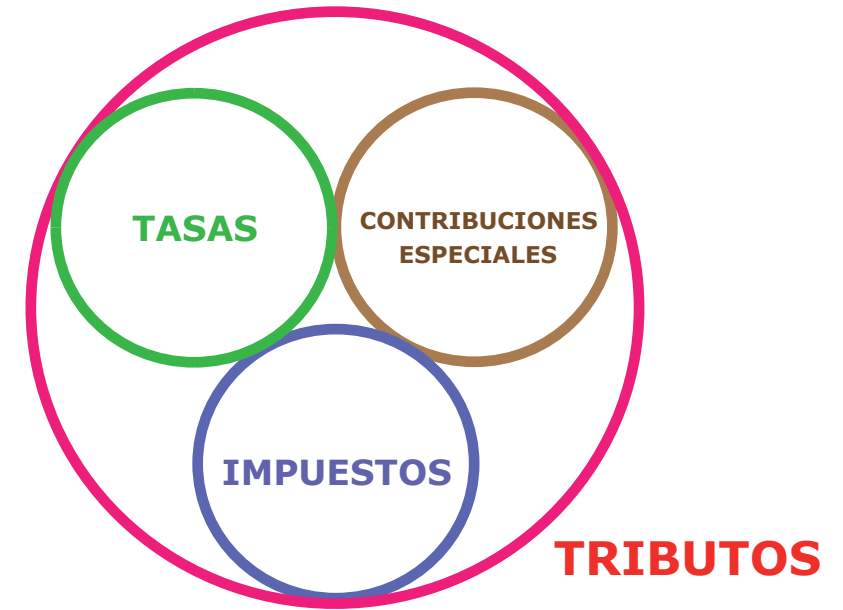 TASAS
CONTRIBUCIONES
ESPECIALES
IMPUESTOS
TRIBUTOS